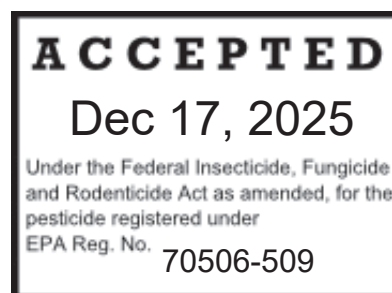 ACCEPTED
Dec 17, 2025
Under the Federal Insecticide, Fungicide
and Rodenticide Act as amended, for the
pesticide registered under
EPA Reg. No. 70506-509